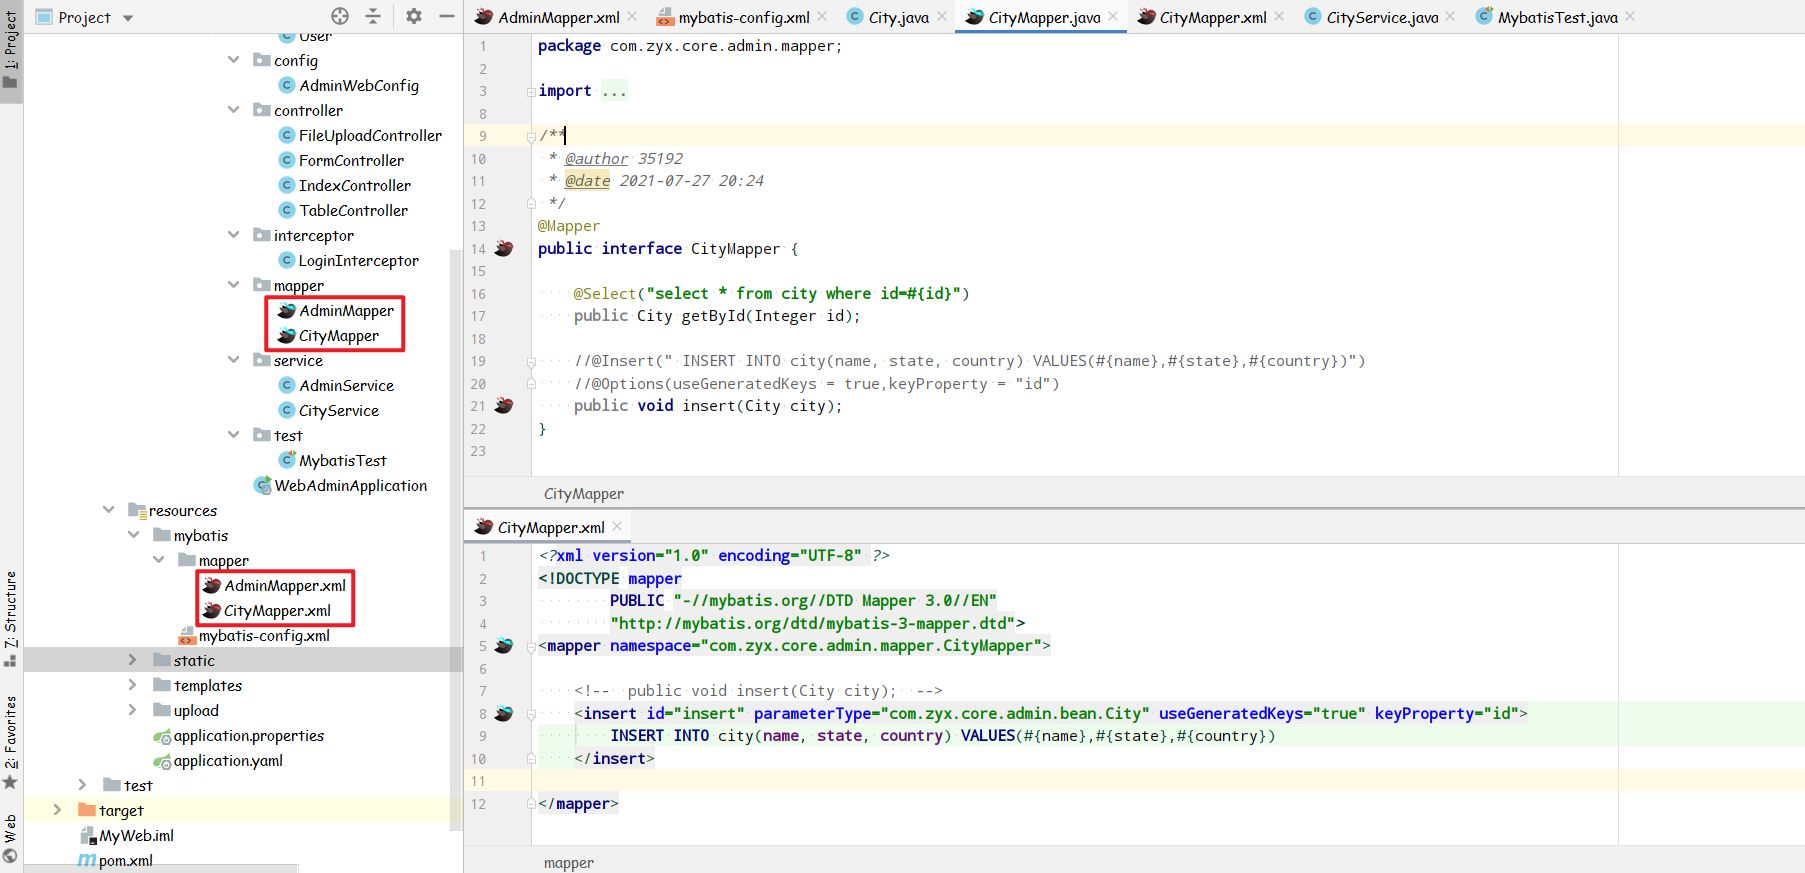 1: Project
Z: Structure
2: Favorites
Web
Project
User
config
AdminWebConfig
controller
FileUploadController
FormController
IndexController
TableController
interceptor
LoginInterceptor
mapper
AdminMapper
CityMapper
service
AdminService
CityService
test
MybatisTest
WebAdminApplication
resources
mybatis
mapper
AdminMapper.xml
CityMapper.xml
mybatis-config.xml
static
templates
upload
application.properties
application.yaml
test
target
MyWeb.iml
pom.xml
AdminMapper.xml
mybatis-config.xml
City.java
CityMapper.java
CityMapper.xml
CityService.java
MybatisTest.java
1 package com.zyx.core.admin.mapper;
2
3 import ...
8
9 /**
10 * @author 35192
11 * @date 2021-07-27 20:24
12 */
13 @Mapper
14 public interface CityMapper {
15
16 @Select("select * from city where id=#{id}")
17 public City getById(Integer id);
18
19 //@Insert(" INSERT INTO city(name, state, country) VALUES(#{name},#{state},#{country})")
20 //@Options(useGeneratedKeys = true,keyProperty = "id")
21 public void insert(City city);
22 }
23
CityMapper
CityMapper.xml
1 <?xml version="1.0" encoding="UTF-8" ?>
2 <!DOCTYPE mapper
3 PUBLIC "-//mybatis.org//DTD Mapper 3.0//EN"
4 "http://mybatis.org/dtd/mybatis-3-mapper.dtd">
5 <mapper namespace="com.zyx.core.admin.mapper.CityMapper">
6
7 <!-- public void insert(City city); -->
8 <insert id="insert" parameterType="com.zyx.core.admin.bean.City" useGeneratedKeys="true" keyProperty="id">
9 INSERT INTO city(name, state, country) VALUES(#{name},#{state},#{country})
10 </insert>
11
12 </mapper>
mapper